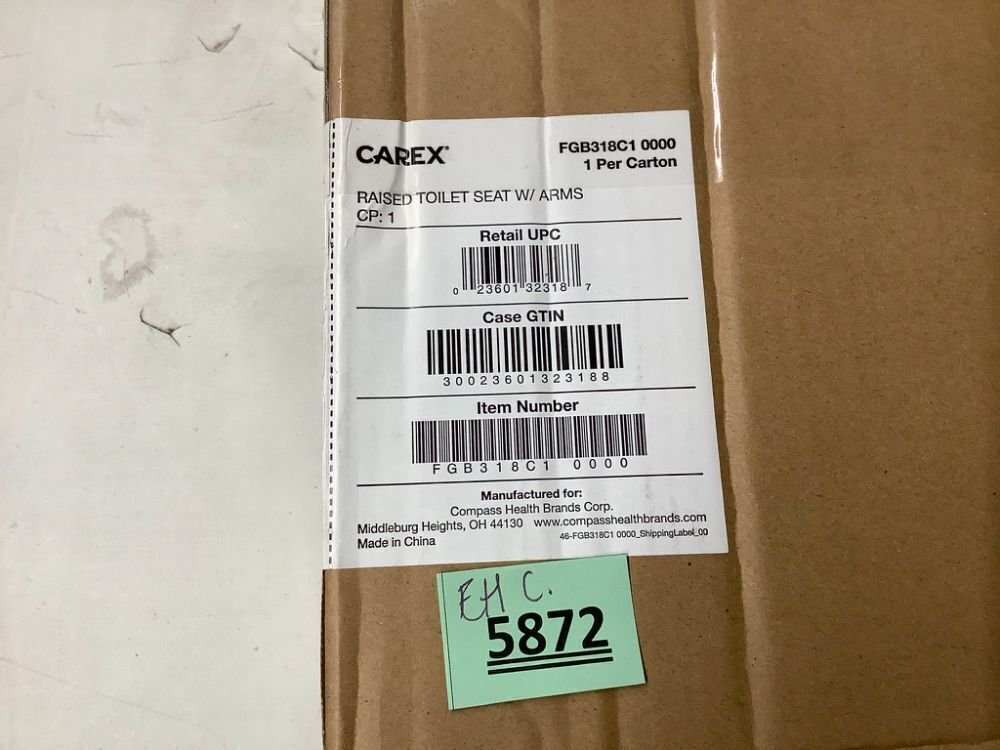 CAREX®
FGB318C1 0000
1 Per Carton
RAISED TOILET SEAT W/ ARMS
CP: 1
Retail UPC
0 23601 32318 7
Case GTIN
30023601323188
Item Number
FGB318C1 0000
Manufactured for:
Compass Health Brands Corp.
Middleburg Heights, OH 44130 www.compasshealthbrands.com
Made in China
46-FGB318C1 0000_ShippingLabel_00
EH C.
5872